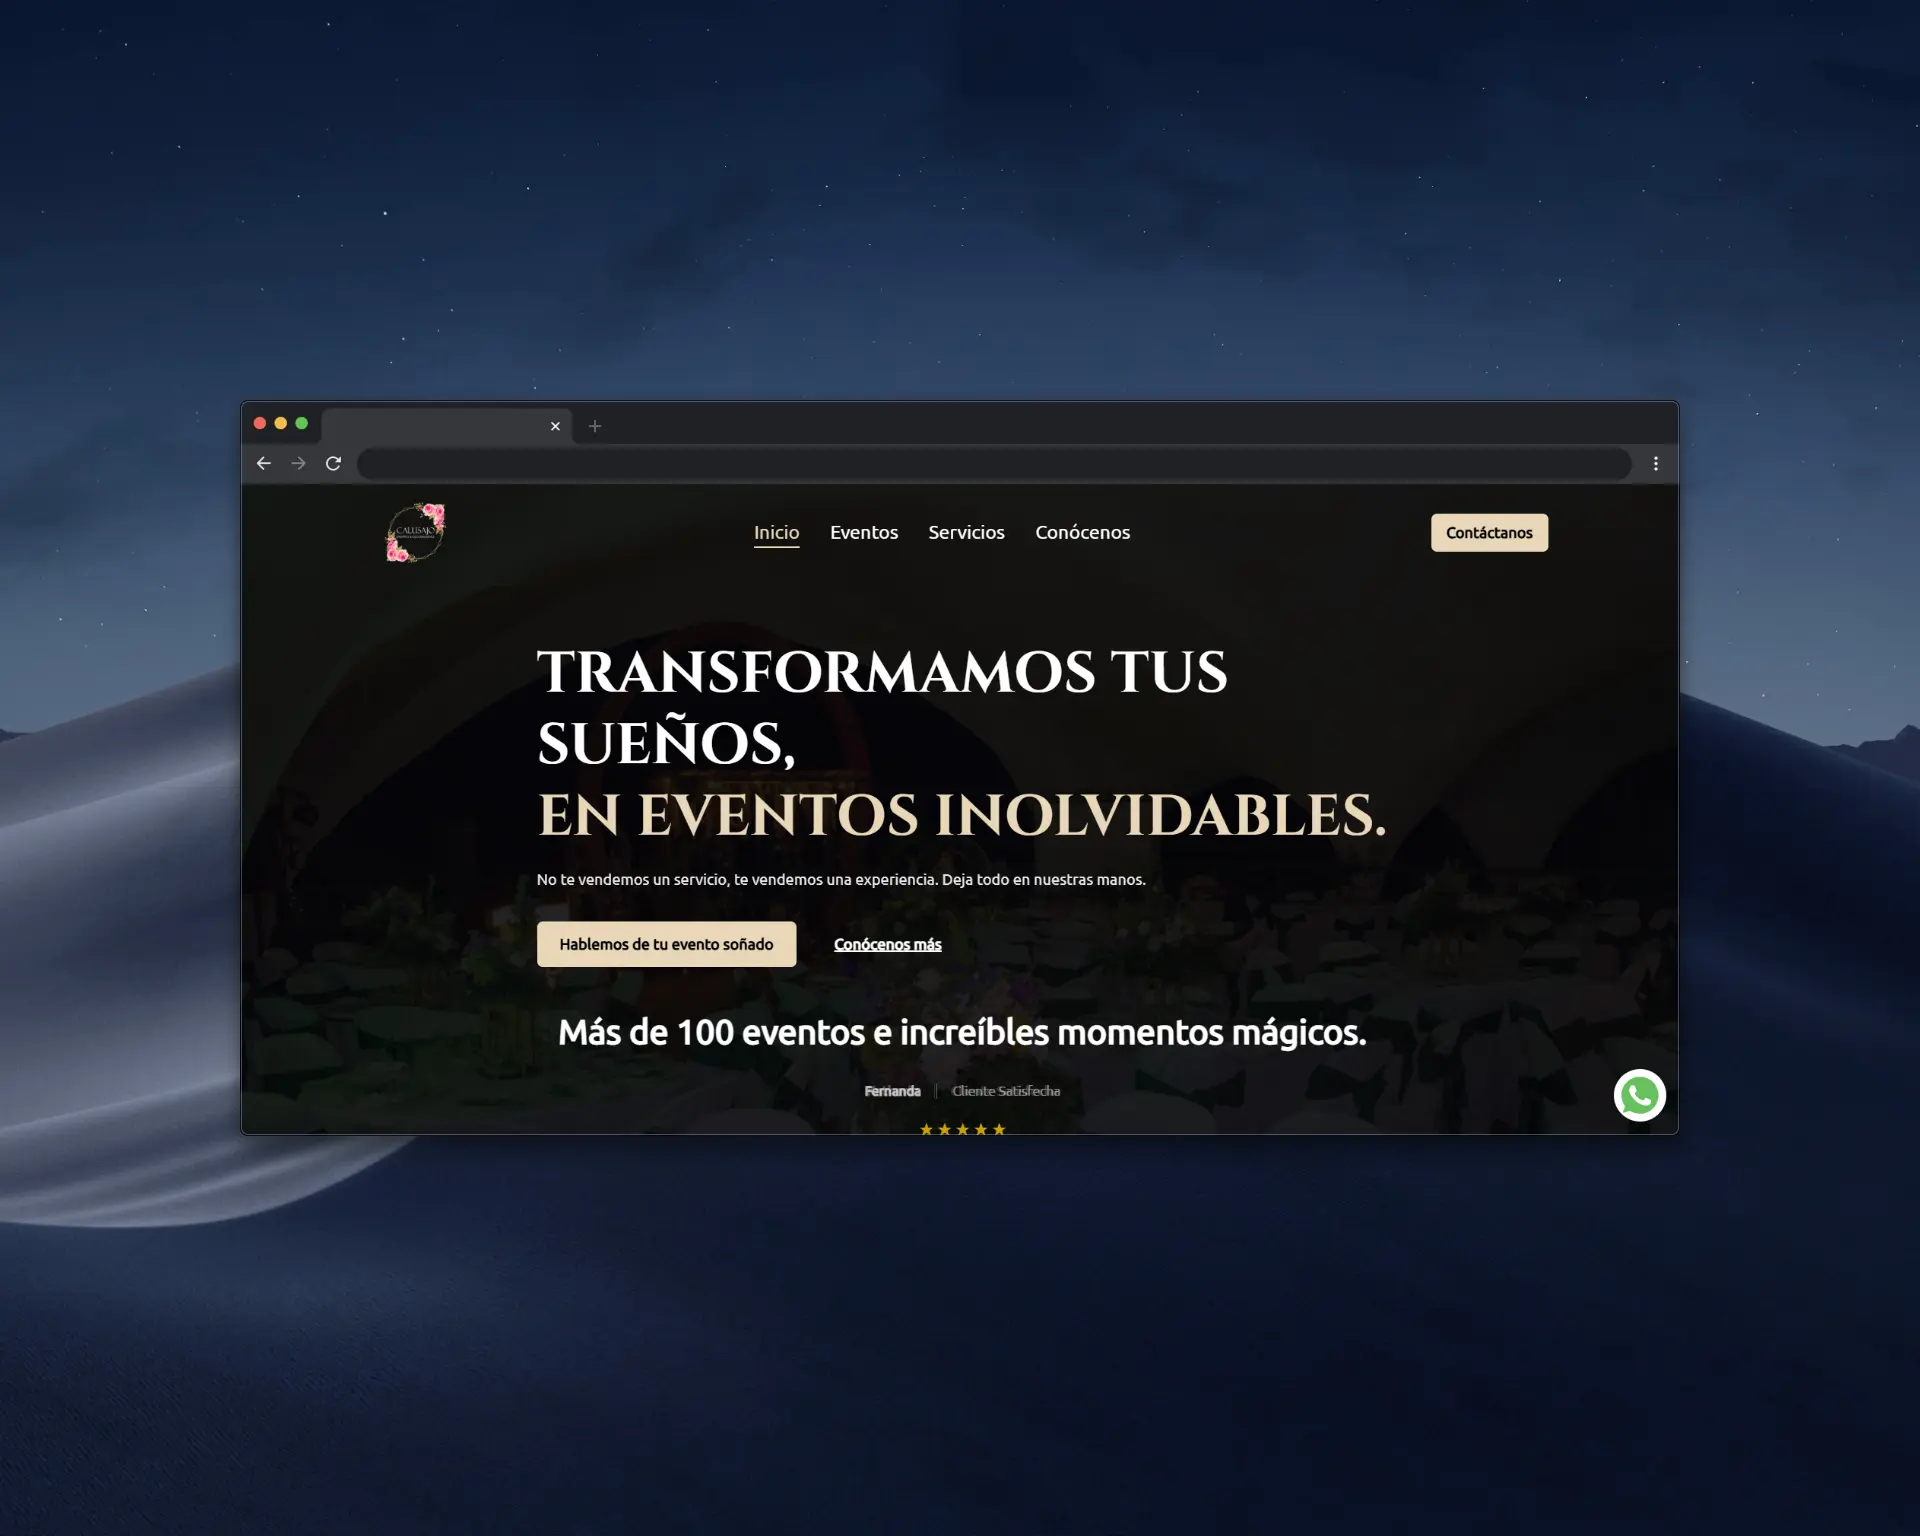 CALUSAJO
Inicio Eventos Servicios Conócenos
Contáctanos
TRANSFORMAMOS TUS
SUEÑOS,
EN EVENTOS INOLVIDABLES.
No te vendemos un servicio, te vendemos una experiencia. Deja todo en nuestras manos.
Hablemos de tu evento soñado
Conócenos más
Más de 100 eventos e increíbles momentos mágicos.
Fernanda | Cliente Satisfecha